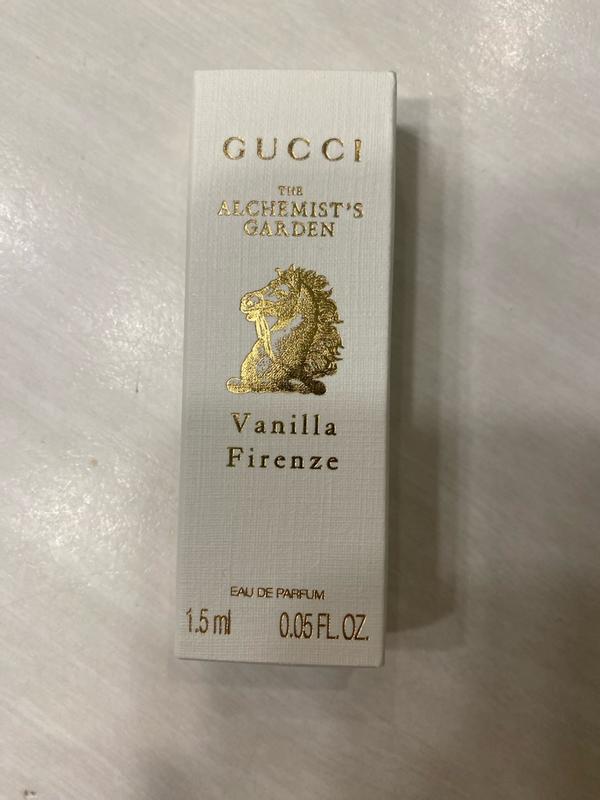 GUCCI
THE
ALCHEMIST'S
GARDEN
Vanilla
Firenze
EAU DE PARFUM
1.5 ml 0.05 FL. OZ.